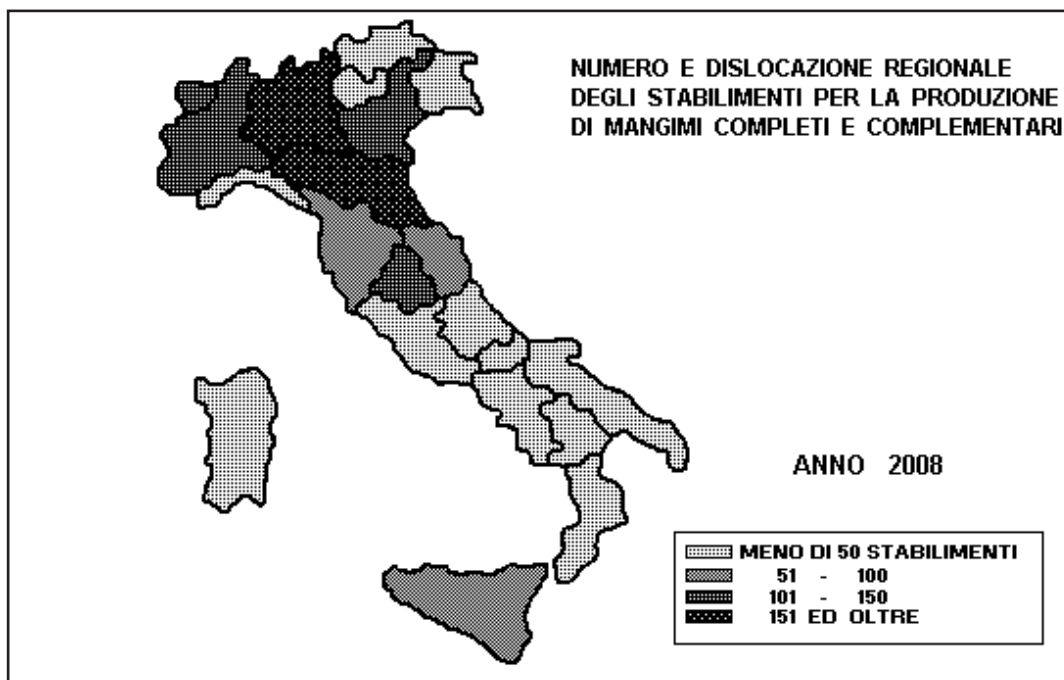 NUMERO E DISLOCAZIONE REGIONALE
DEGLI STABILIMENTI PER LA PRODUZIONE
DI MANGIMI COMPLETI E COMPLEMENTARI
ANNO 2008
MENO DI 50 STABILIMENTI
51 - 100
101 - 150
151 ED OLTRE